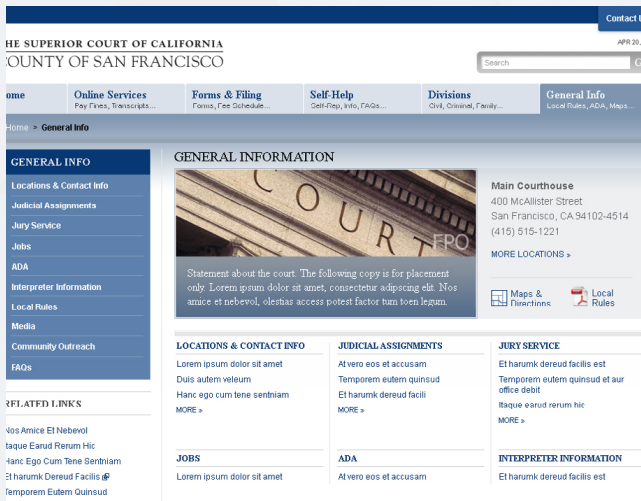 Contact
THE SUPERIOR COURT OF CALIFORNIA
COUNTY OF SAN FRANCISCO
APR 20,
Search
Online Services
Pay Fines, Transcripts...
Forms & Filing
Forms, Fee Schedule...
Self-Help
Self-Rep, Info, FAQs...
Divisions
Civil, Criminal, Family...
General Info
Local Rules, ADA, Maps...
Home > General Info
GENERAL INFO
Locations & Contact Info
Judicial Assignments
Jury Service
Jobs
ADA
Interpreter Information
Local Rules
Media
Community Outreach
FAQs
RELATED LINKS
Nos Amice Et Nebevol
Itaque Earud Rerum Hic
Hanc Ego Cum Tene Sentniam
Et harumk Dereud Facilis
Temporem Eutem Quinsud
GENERAL INFORMATION
COURT
FPO
Statement about the court. The following copy is for placement
only. Lorem ipsum dolor sit amet, consectetur adipscing elit. Nos
amice et nebevol, olestias access potest factor tum toen legum.
Main Courthouse
400 McAllister Street
San Francisco, CA 94102-4514
(415) 515-1221
MORE LOCATIONS »
Maps &
Directions
Local
Rules
LOCATIONS & CONTACT INFO
Lorem ipsum dolor sit amet
Duis autem veleum
Hanc ego cum tene sentniam
MORE »
JUDICIAL ASSIGNMENTS
At vero eos et accusam
Temporem eutem quinsud
Et harumk dereud facili
MORE »
JURY SERVICE
Et harumk dereud facilis est
Temporem eutem quinsud et aur
office debit
Itaque earud rerum hic
MORE »
JOBS
Lorem ipsum dolor sit amet
ADA
At vero eos et accusam
INTERPRETER INFORMATION
Et harumk dereud facilis est